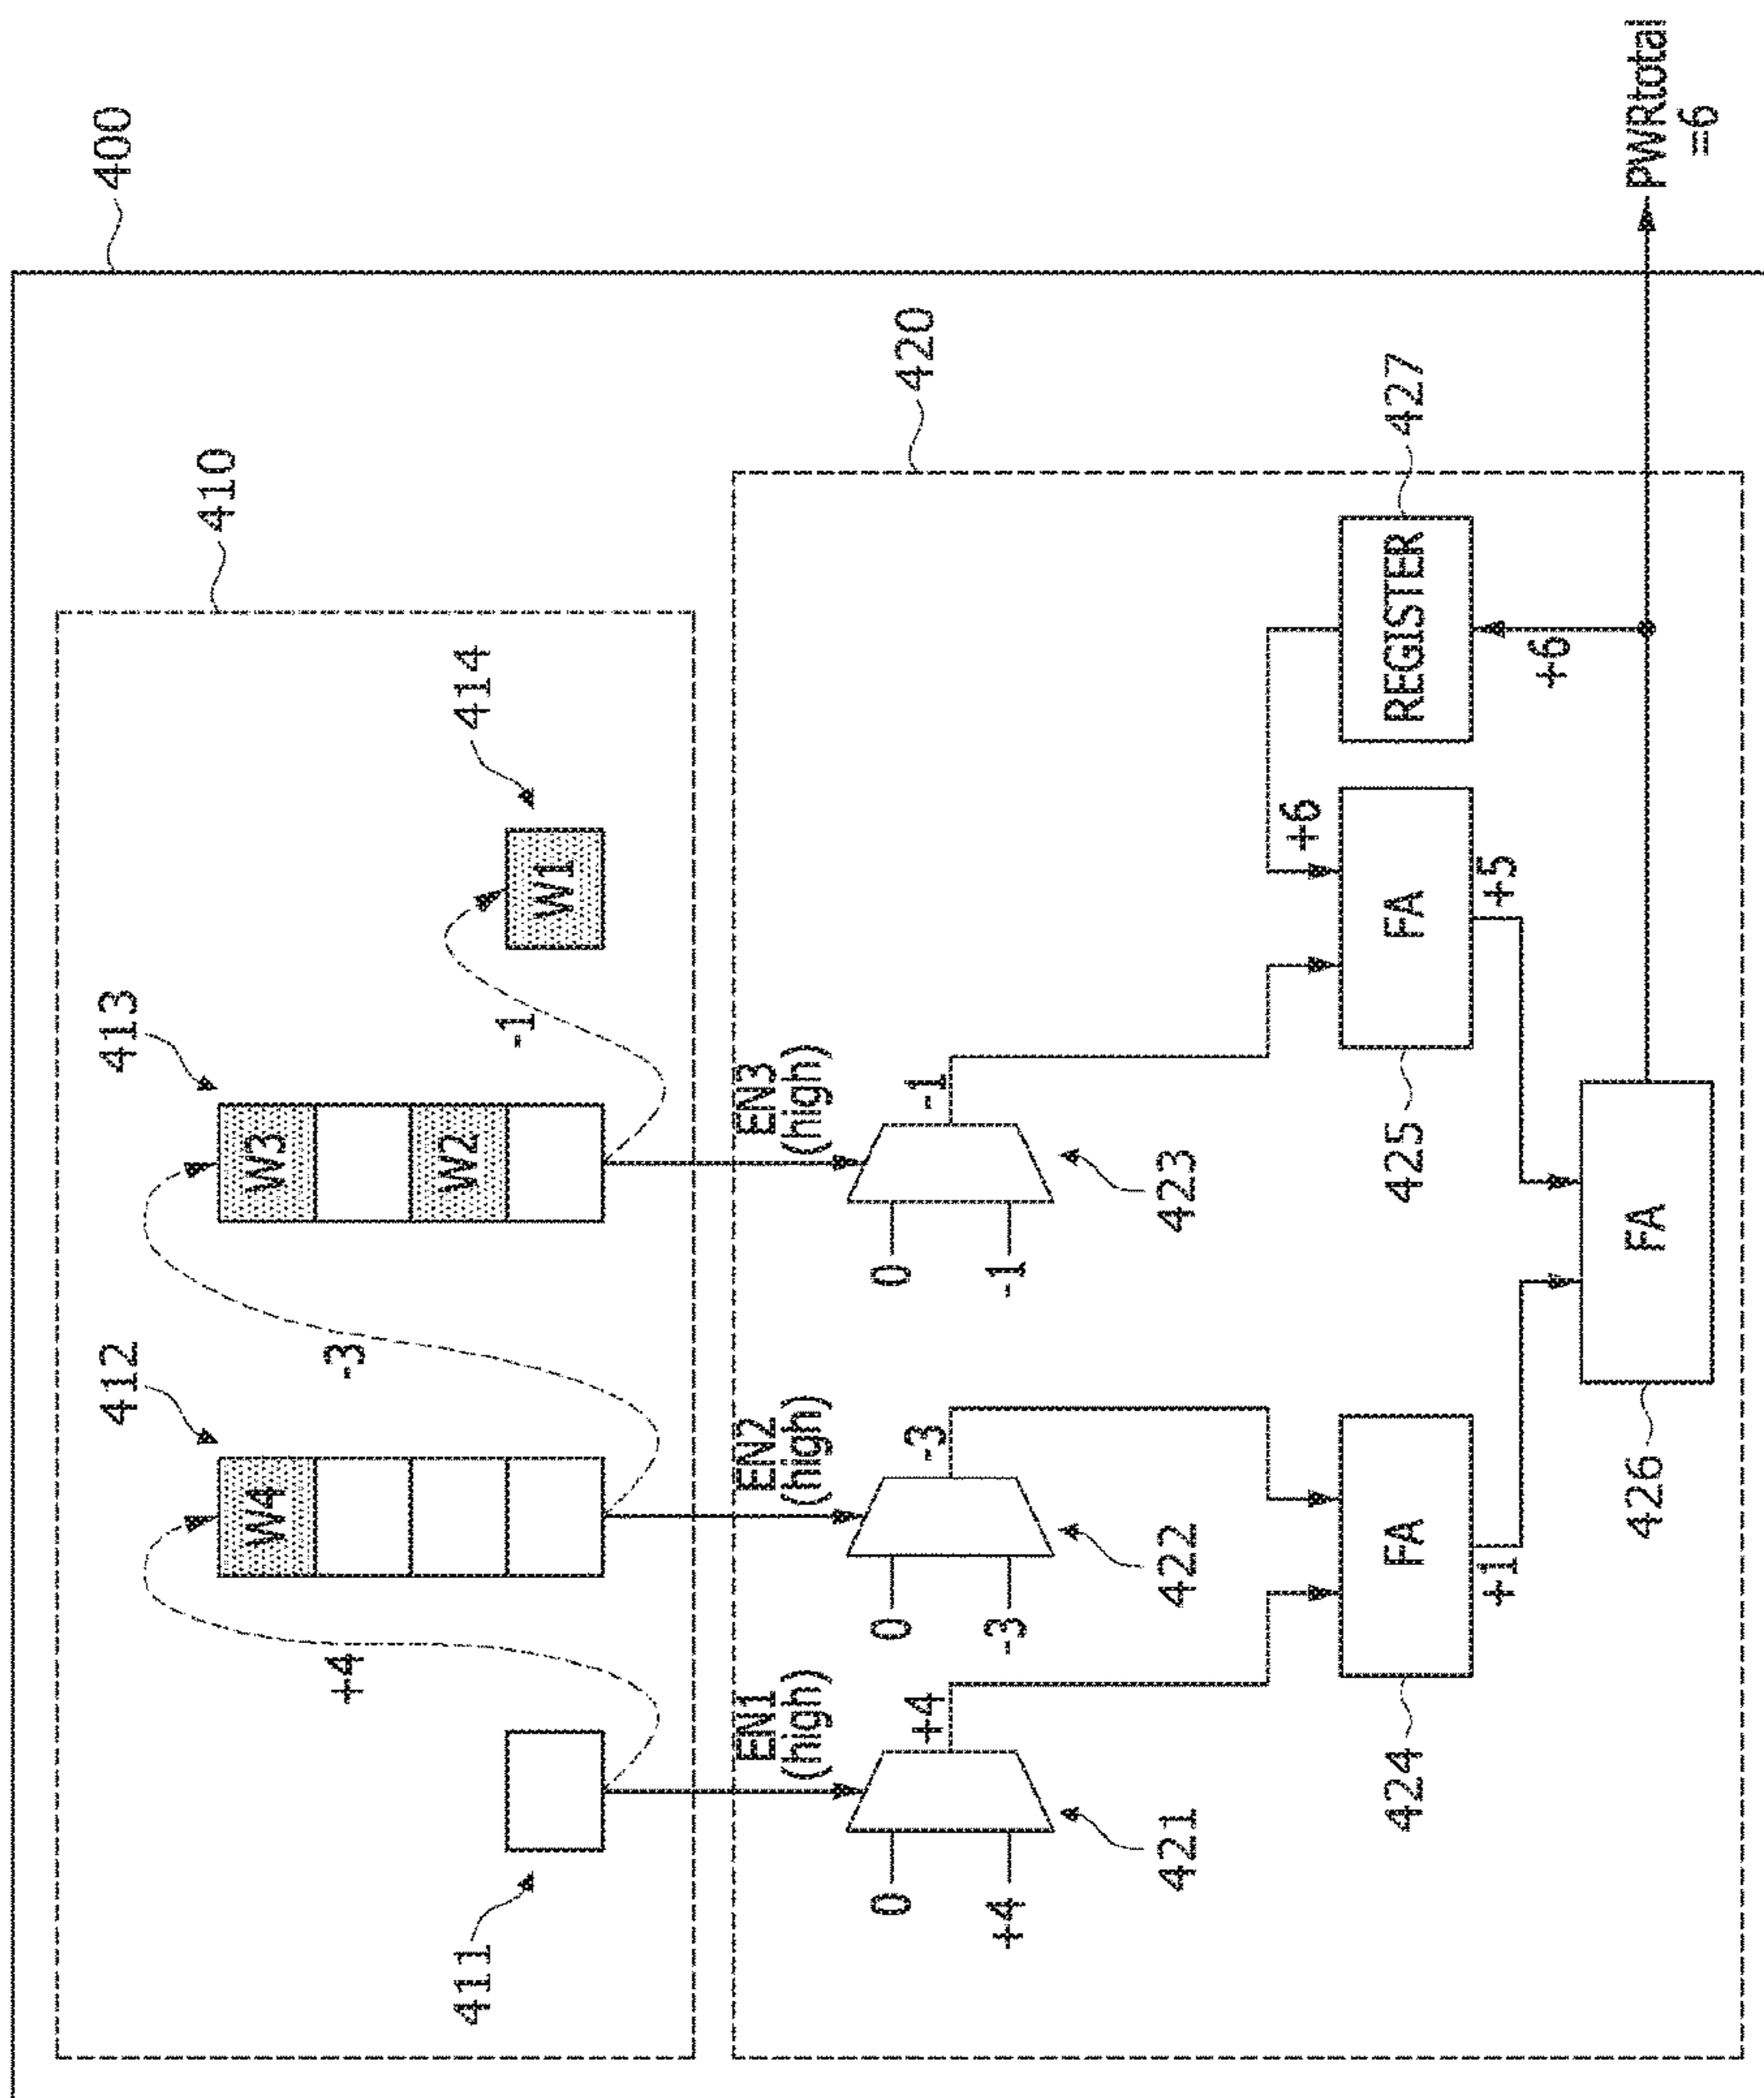 400
410
411
412
413
414
+4
-3
-1
W4
W3
W2
W1
EN1
(high)
EN2
(high)
EN3
(high)
420
0
+4
+4
421
0
-3
-3
422
0
-1
-1
423
424
FA
+1
425
FA
+6
+5
REGISTER
427
+6
426
FA
PWRtotal
=6